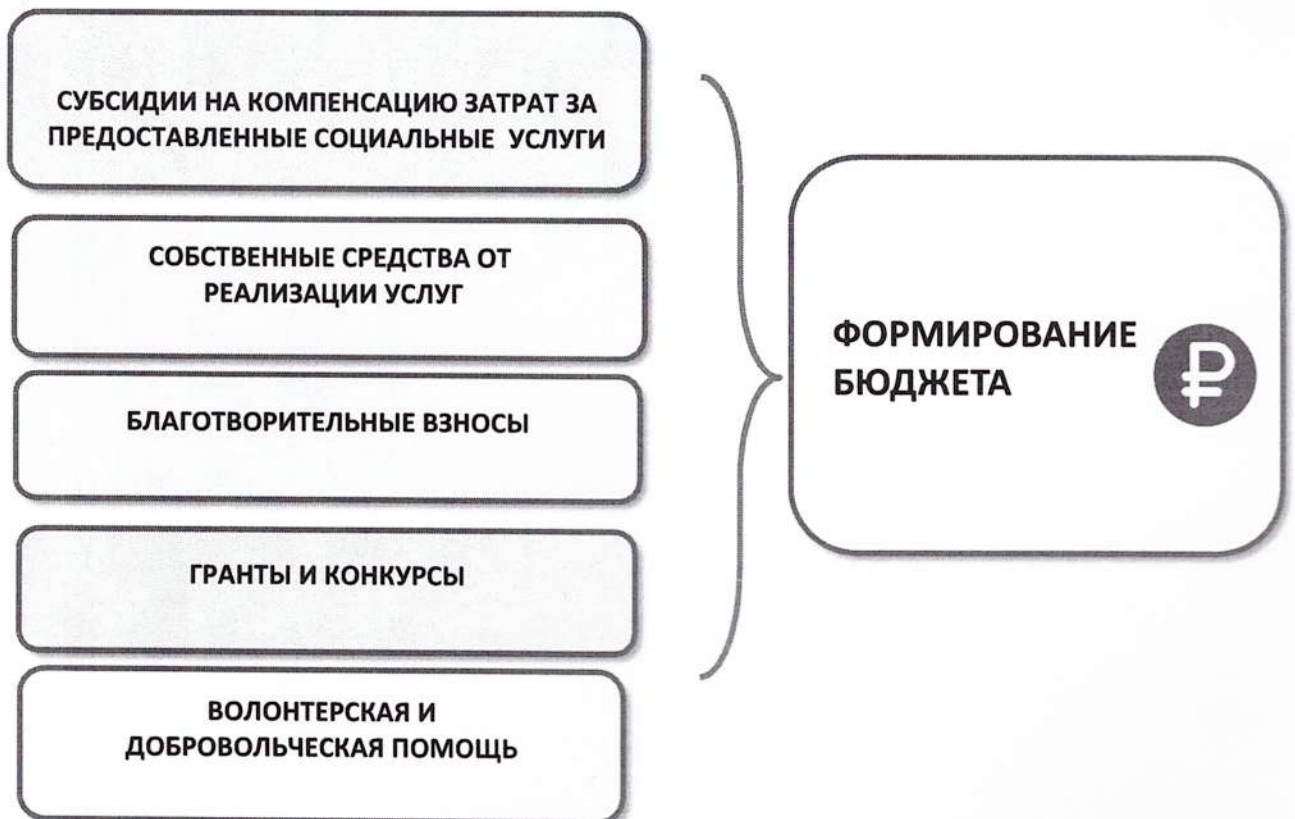 СУБСИДИИ НА КОМПЕНСАЦИЮ ЗАТРАТ ЗА
ПРЕДОСТАВЛЕННЫЕ СОЦИАЛЬНЫЕ УСЛУГИ
СОБСТВЕННЫЕ СРЕДСТВА ОТ
РЕАЛИЗАЦИИ УСЛУГ
БЛАГОТВОРИТЕЛЬНЫЕ ВЗНОСЫ
ГРАНТЫ И КОНКУРСЫ
ВОЛОНТЕРСКАЯ И
ДОБРОВОЛЬЧЕСКАЯ ПОМОЩЬ
ФОРМИРОВАНИЕ
БЮДЖЕТА
₽